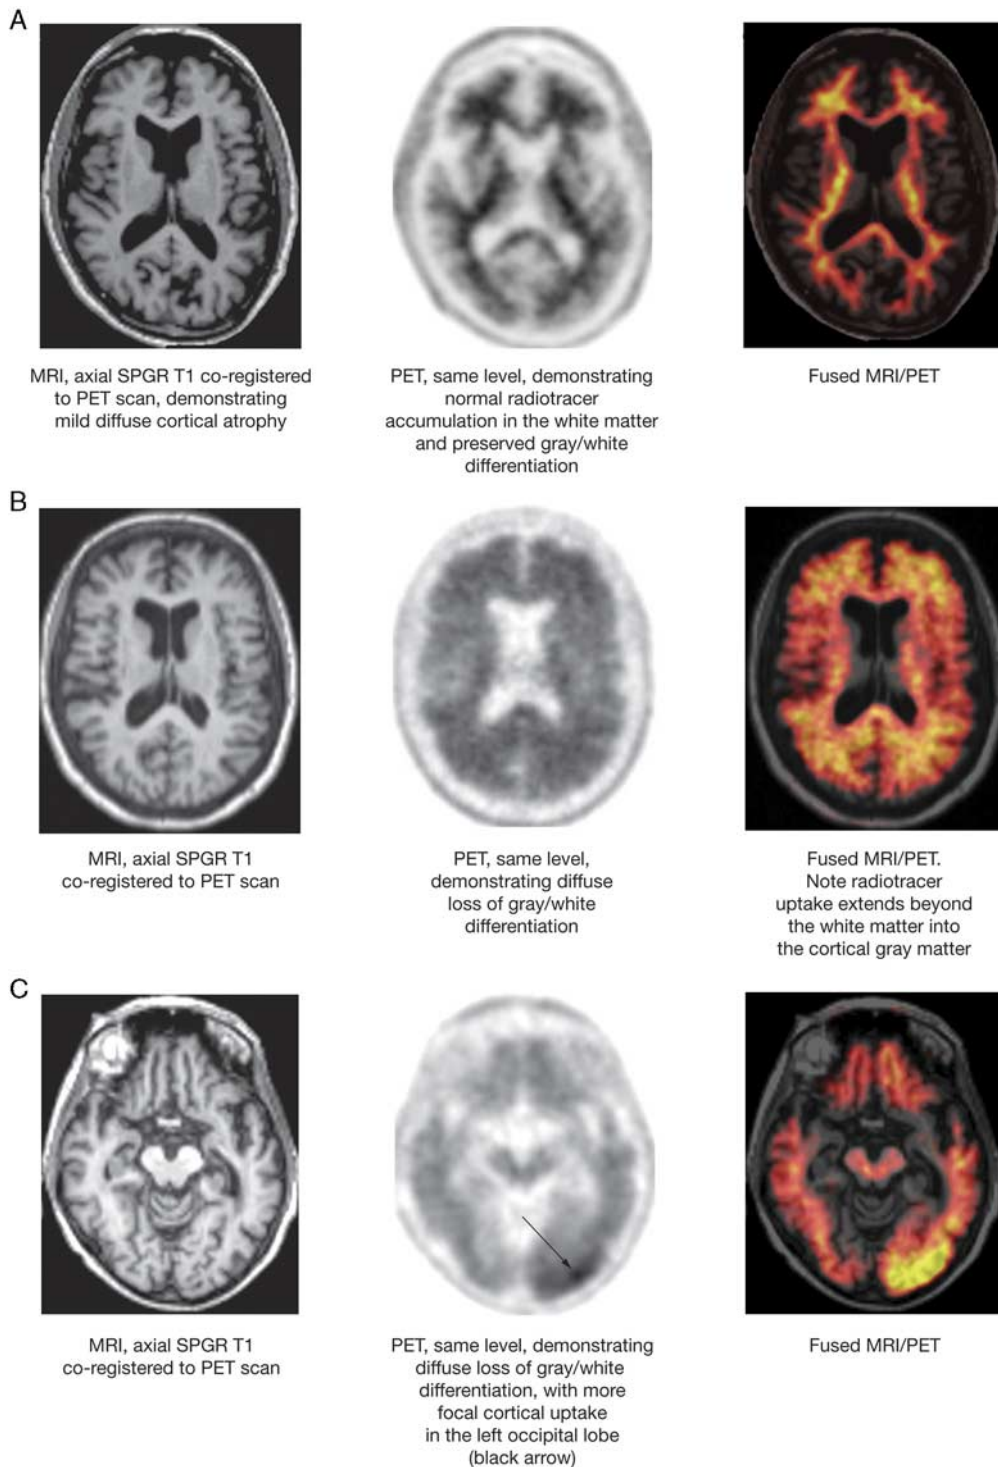 A
MRI, axial SPGR T1 co-registered
to PET scan, demonstrating
mild diffuse cortical atrophy
PET, same level, demonstrating
normal radiotracer
accumulation in the white matter
and preserved gray/white
differentiation
Fused MRI/PET
B
MRI, axial SPGR T1
co-registered to PET scan
PET, same level,
demonstrating diffuse
loss of gray/white
differentiation
Fused MRI/PET.
Note radiotracer
uptake extends beyond
the white matter into
the cortical gray matter
C
MRI, axial SPGR T1
co-registered to PET scan
PET, same level, demonstrating
diffuse loss of gray/white
differentiation, with more
focal cortical uptake
in the left occipital lobe
(black arrow)
Fused MRI/PET